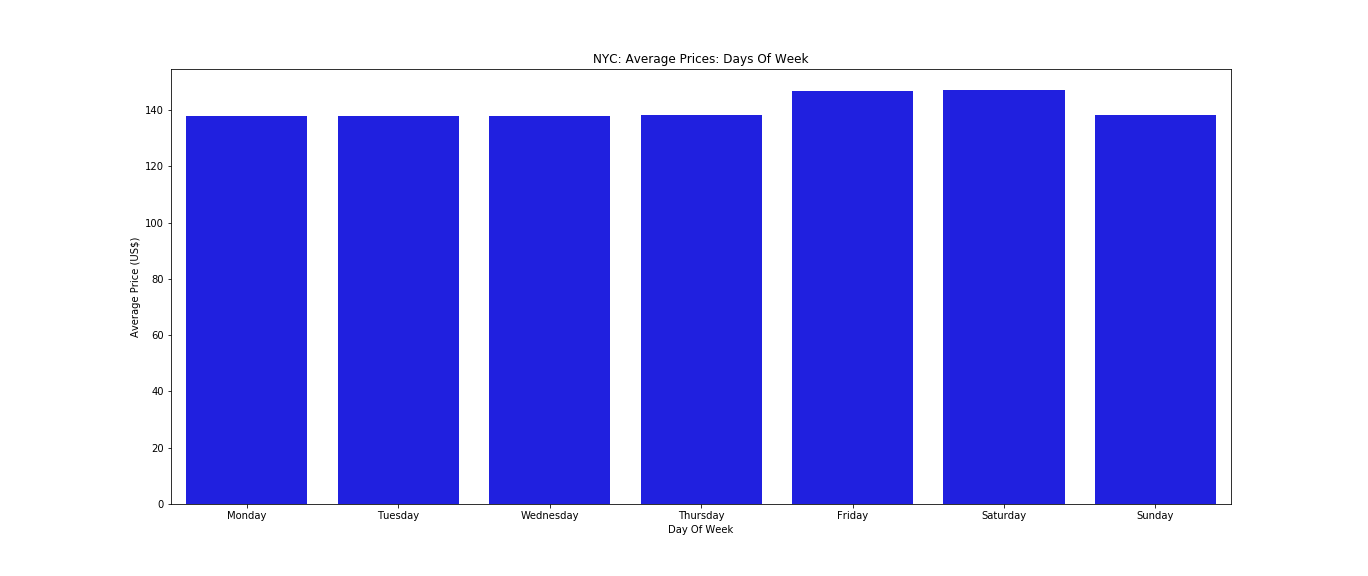 NYC: Average Prices: Days Of Week
Average Price (US$)
140
120
100
80
60
40
20
0
Monday Tuesday Wednesday Thursday Friday Saturday Sunday
Day Of Week